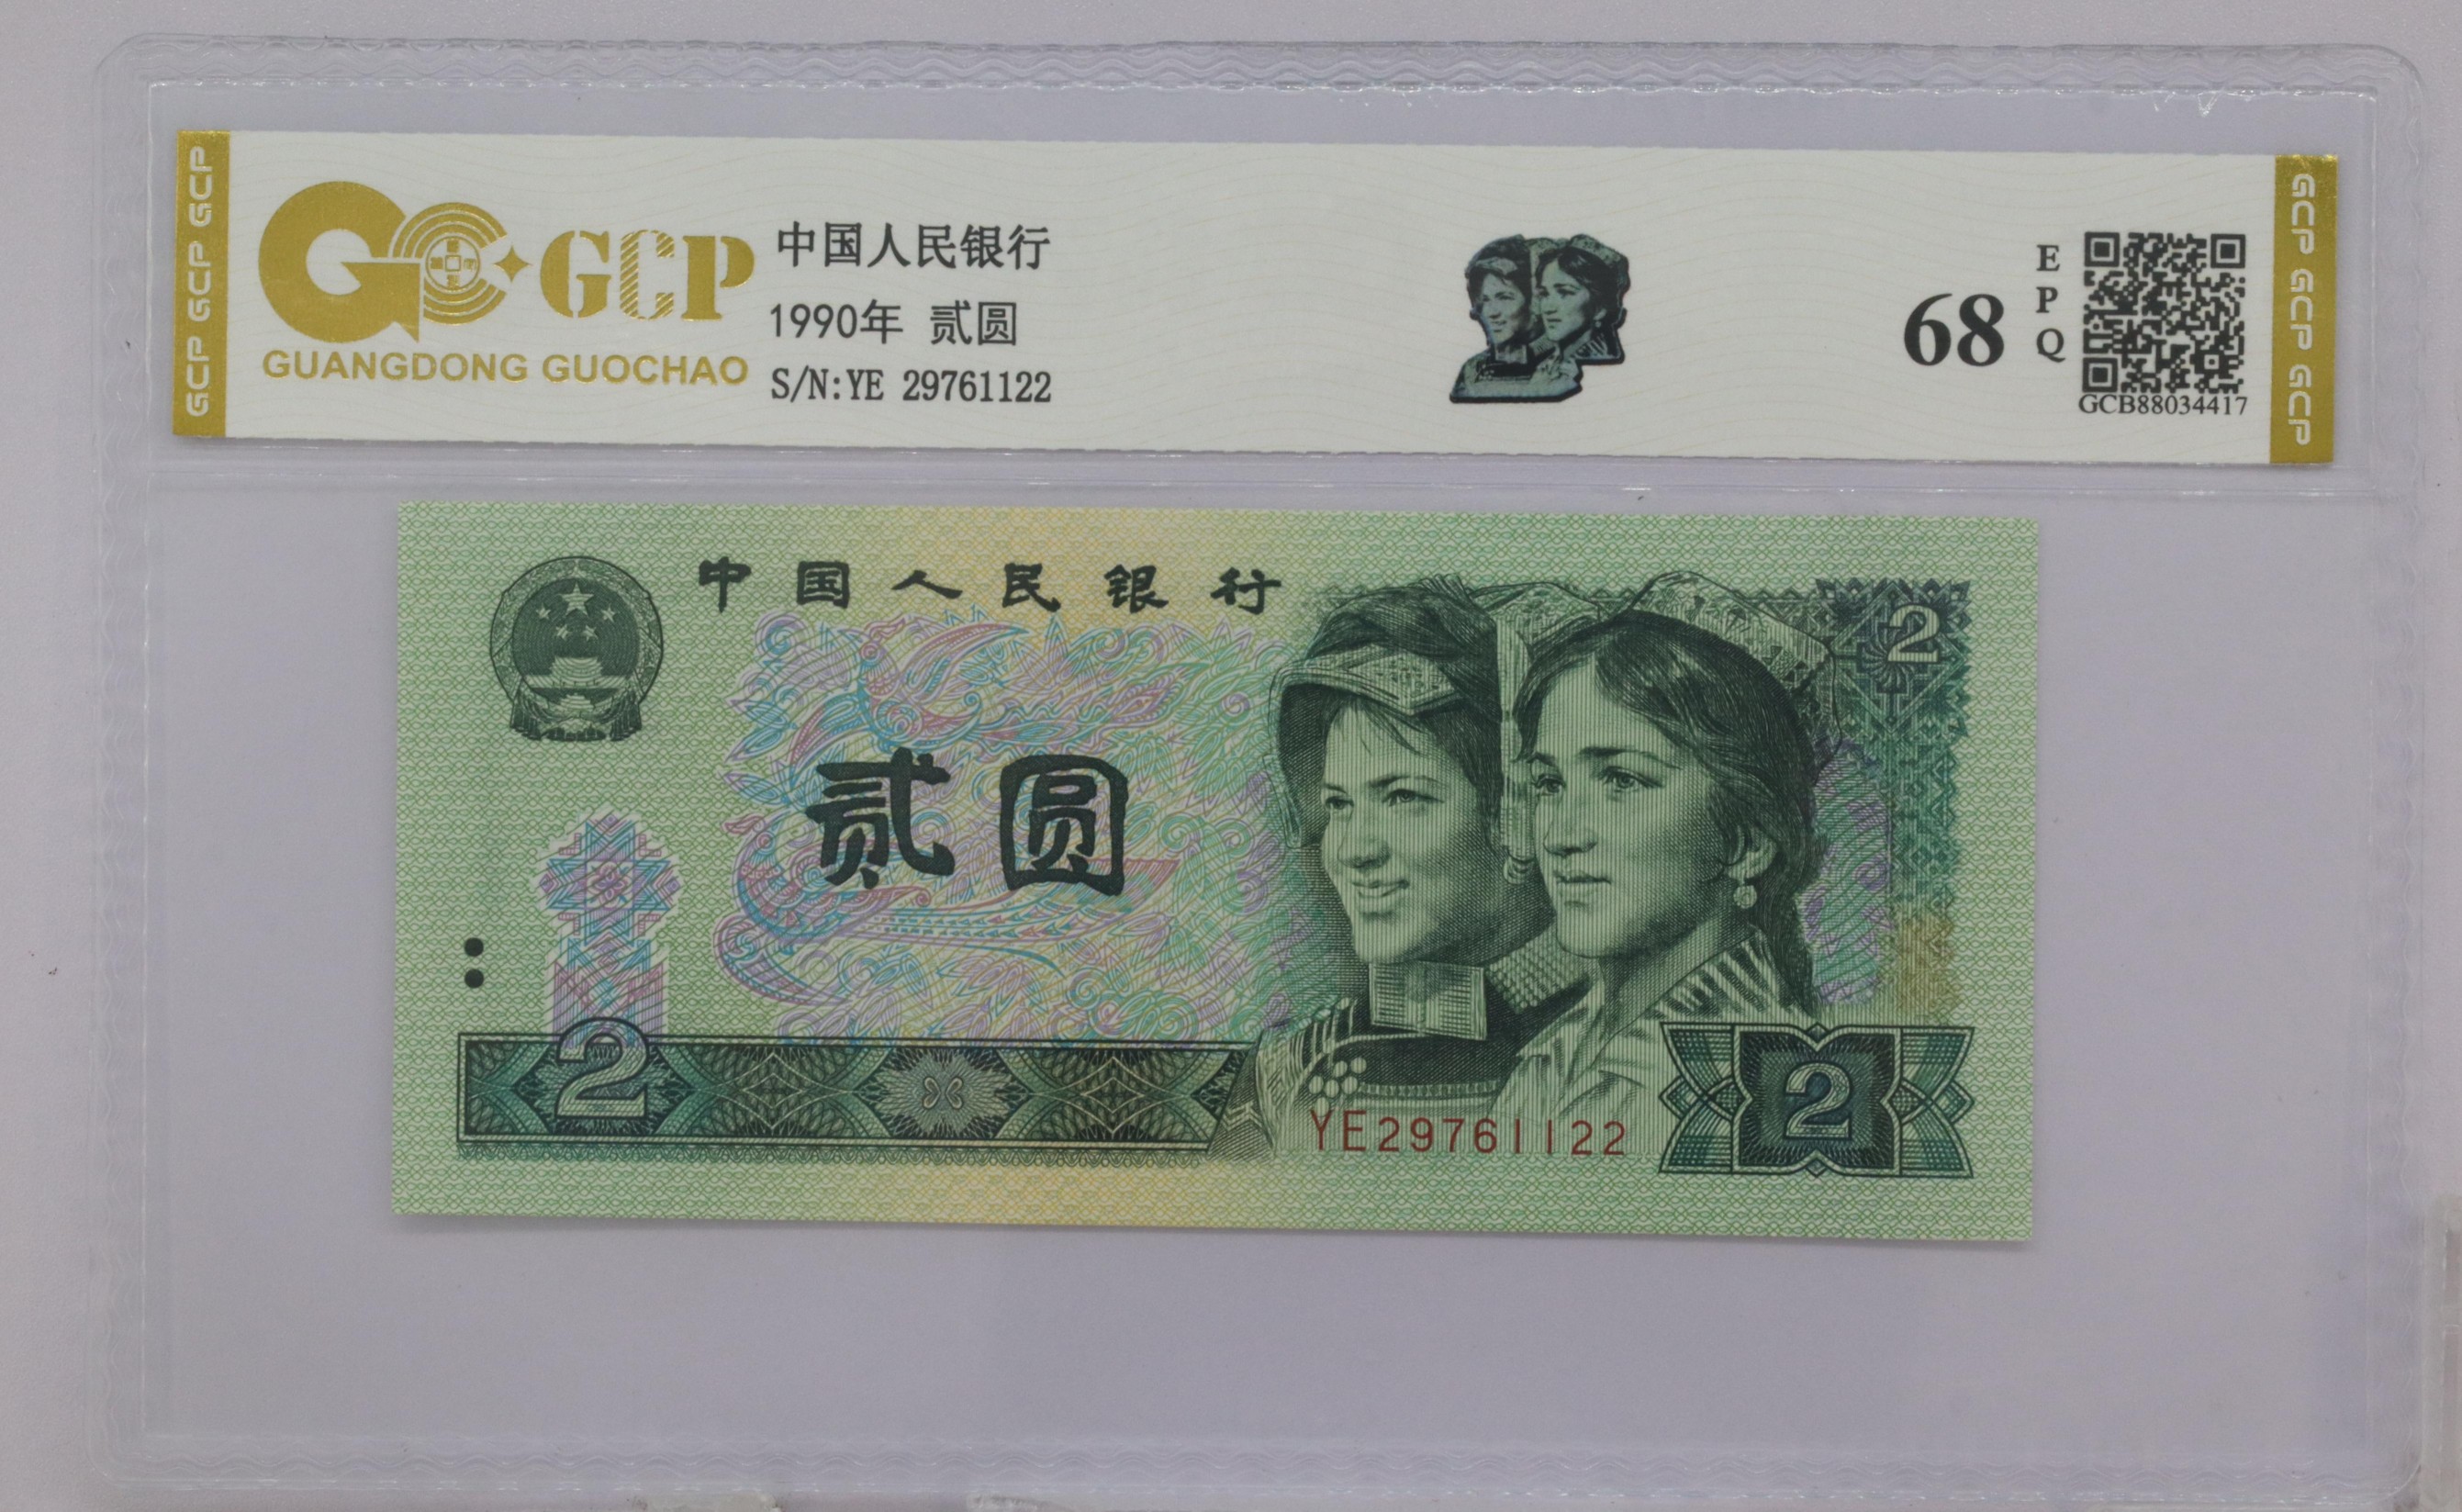 GCP GCP GCP
GCP
GUANGDONG GUOCHAO
中国人民银行
1990年 贰圆
S/N:YE 29761122
68
E
P
Q
GCB88034417
GCP GCP GCP
中国人民银行
2
贰圆
2
YE29761122
2